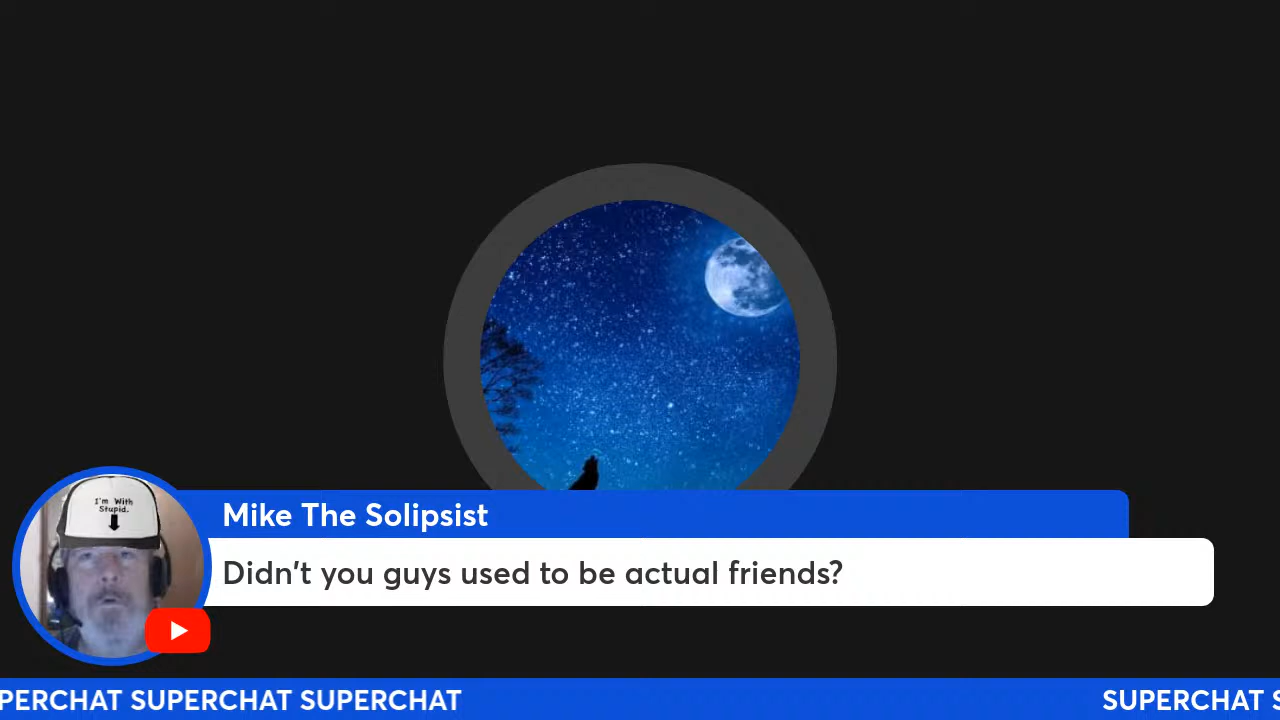 I'm With
Stupid.
Mike The Solipsist
Didn't you guys used to be actual friends?
PERCHAT SUPERCHAT SUPERCHAT SUPERCHAT S